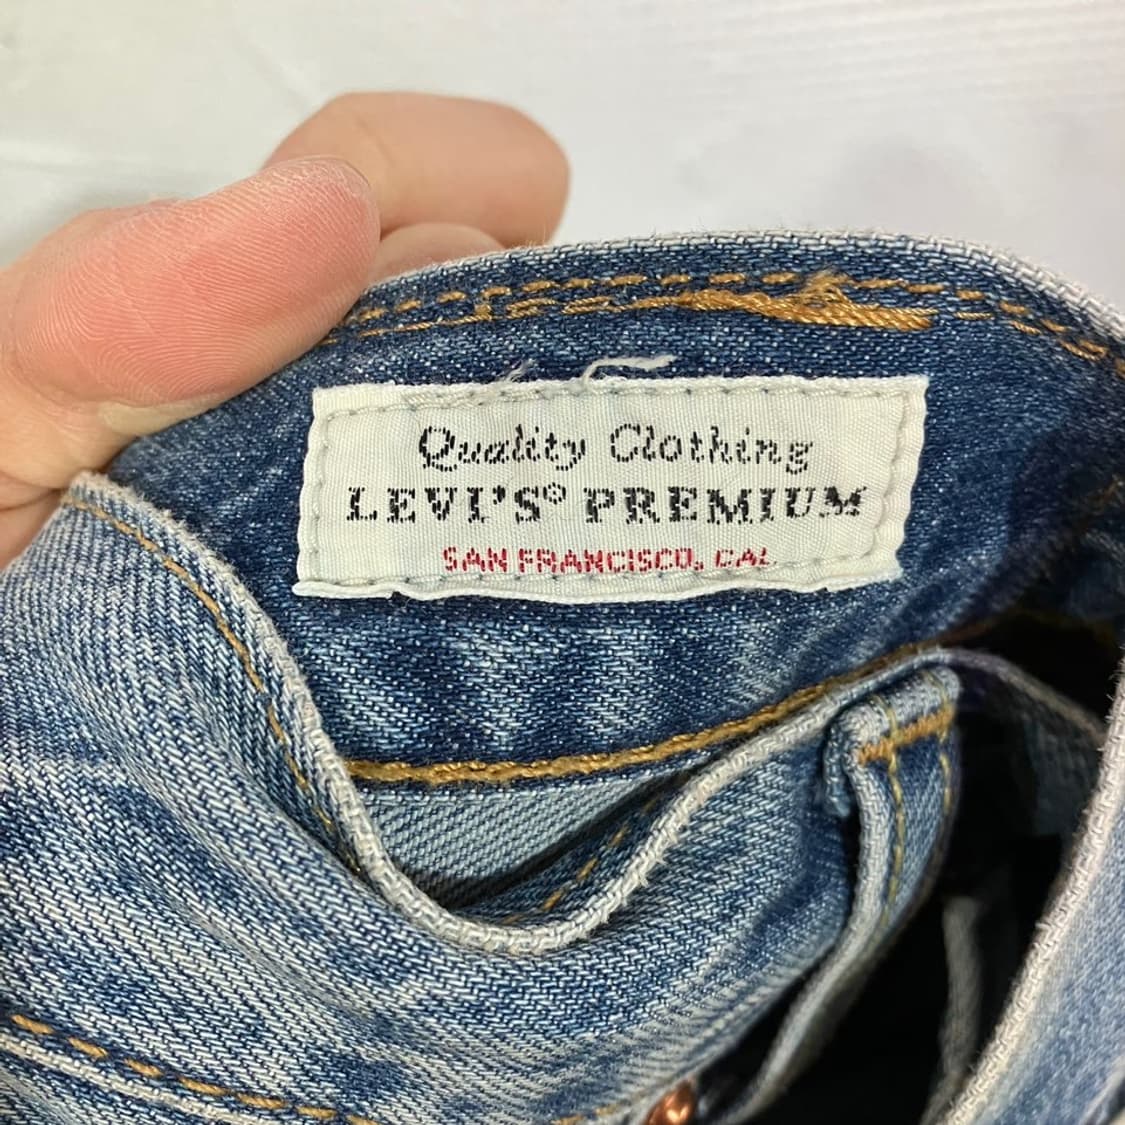 Quality Clothing
LEVI'S® PREMIUM
SAN FRANCISCO, CAL